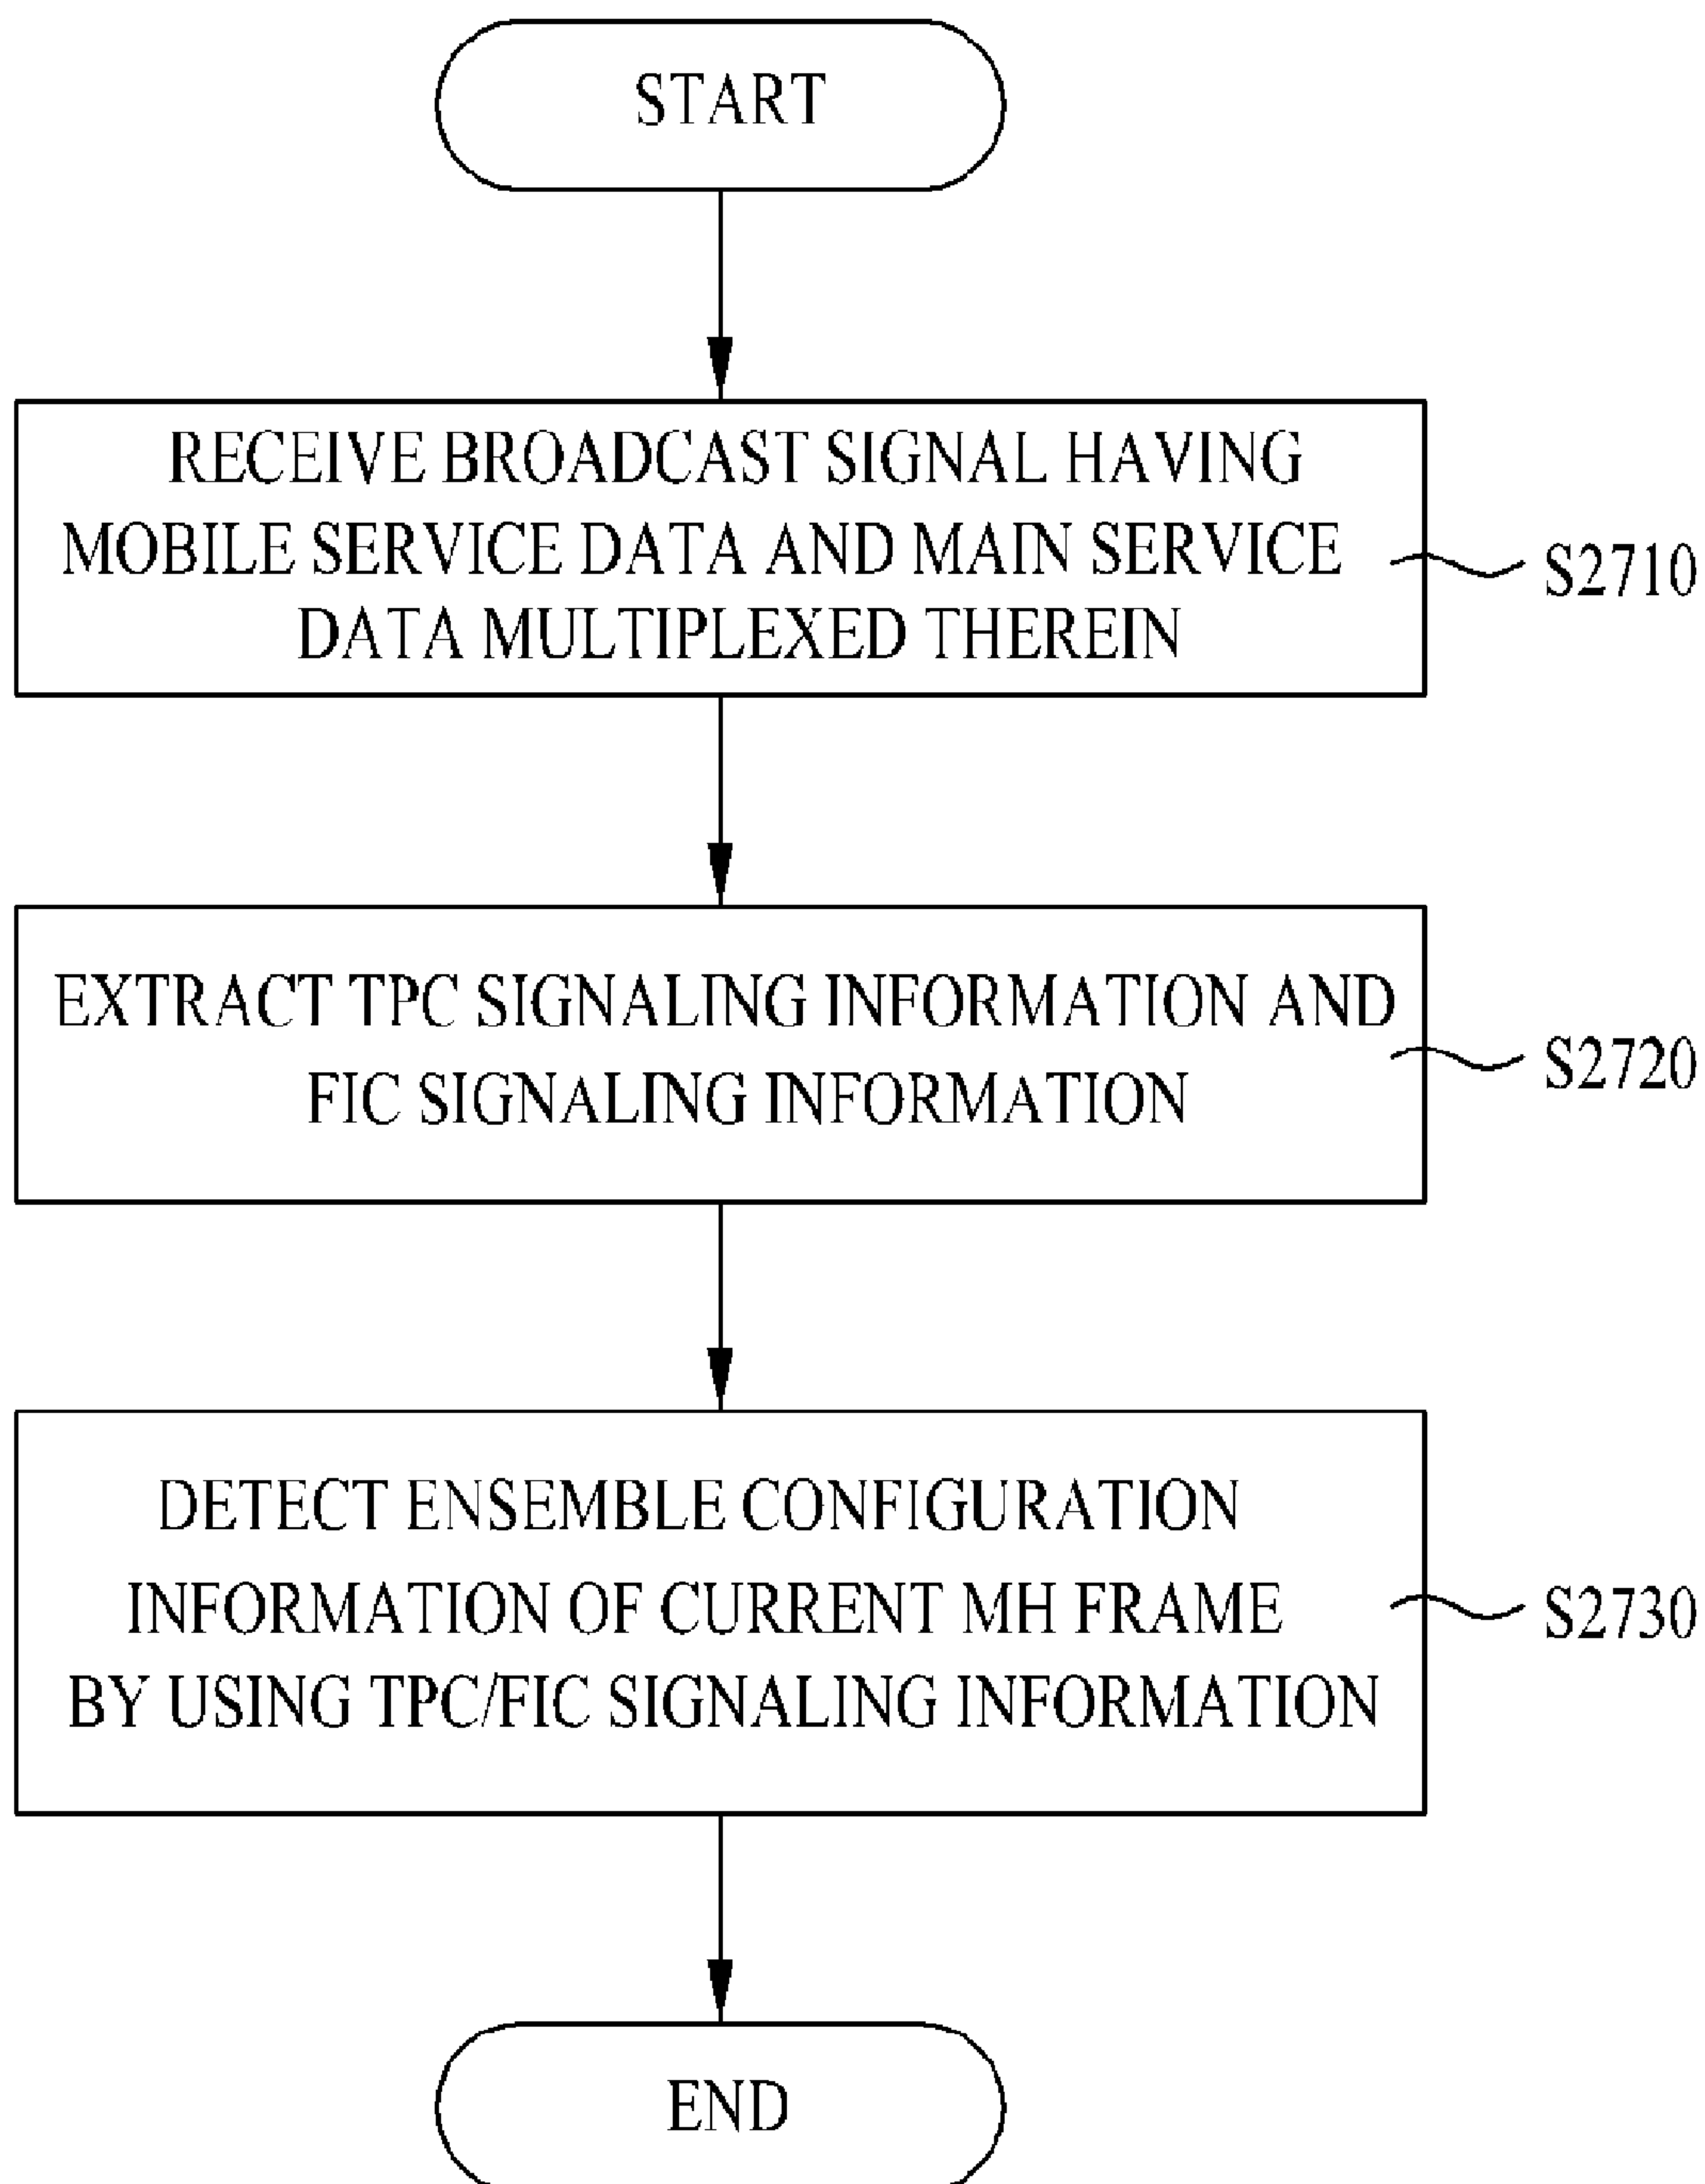 START
RECEIVE BROADCAST SIGNAL HAVING
MOBILE SERVICE DATA AND MAIN SERVICE
DATA MULTIPLEXED THEREIN
S2710
EXTRACT TPC SIGNALING INFORMATION AND
FIC SIGNALING INFORMATION
S2720
DETECT ENSEMBLE CONFIGURATION
INFORMATION OF CURRENT MH FRAME
BY USING TPC/FIC SIGNALING INFORMATION
S2730
END